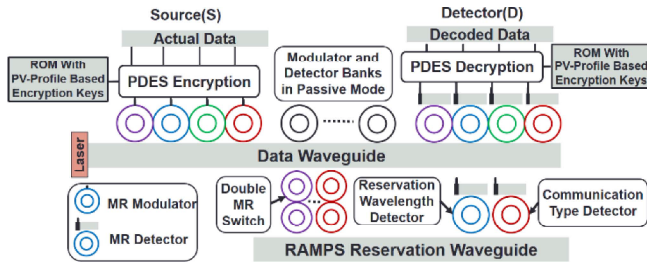 Source(S)
Detector(D)
Actual Data
Decoded Data
ROM With
PV-Profile Based
Encryption Keys
PDES Encryption
Modulator and
Detector Banks
in Passive Mode
PDES Decryption
ROM With
PV-Profile Based
Encryption Keys
Laser
Data Waveguide
MR Modulator
MR Detector
Double
MR
Switch
Reservation
Wavelength
Detector
Communication
Type Detector
RAMPS Reservation Waveguide